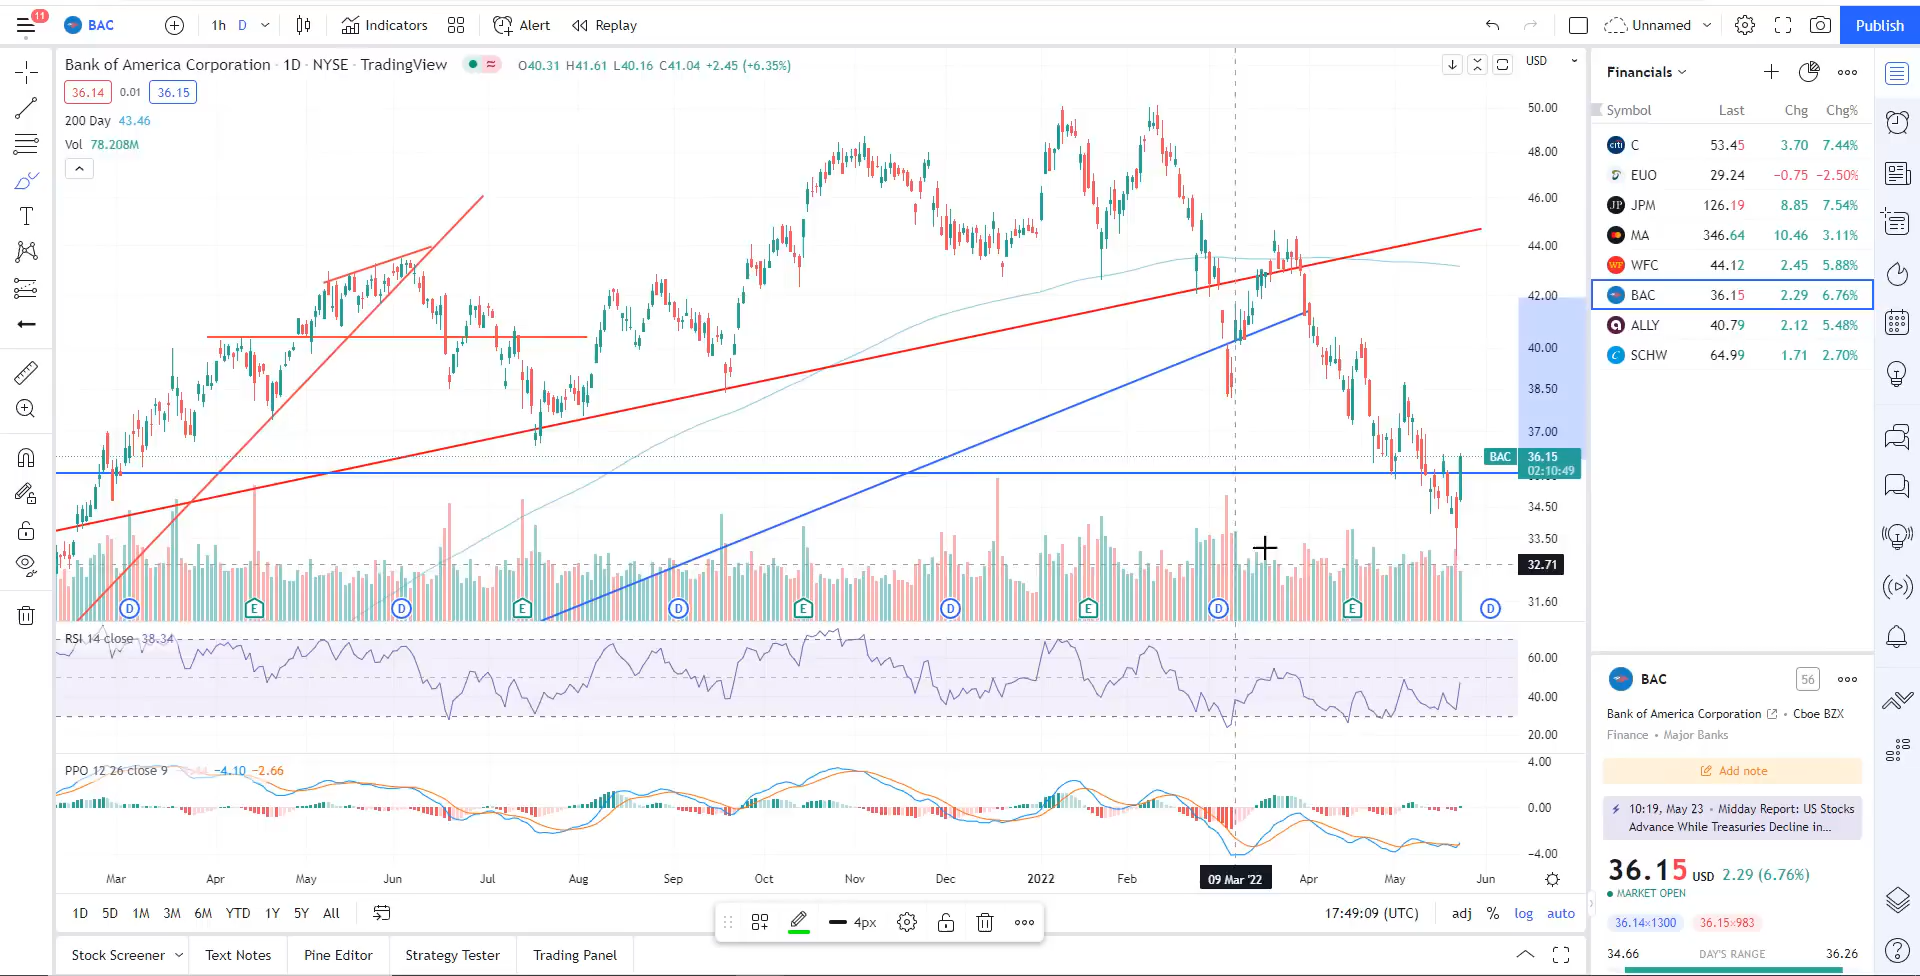 11
BAC
1h D
Indicators
Alert
Replay
Unnamed
Publish
Bank of America Corporation · 1D · NYSE · TradingView
O40.31 H41.61 L40.16 C41.04 +2.45 (+6.35%)
36.14 0.01 36.15
200 Day 43.46
Vol 78.208M
USD
50.00
48.00
46.00
44.00
42.00
40.00
38.50
37.00
BAC 36.15
02:10:49
34.50
33.50
32.71
31.60
D E D E D E D E D E D
RSI 14 close 38.34
60.00
40.00
20.00
PPO 12 26 close 9 −4.10 −2.66
4.00
0.00
−4.00
Mar Apr May Jun Jul Aug Sep Oct Nov Dec 2022 Feb 09 Mar '22 Apr May Jun
1D 5D 1M 3M 6M YTD 1Y 5Y All
17:49:09 (UTC) adj % log auto
4px
Stock Screener Text Notes Pine Editor Strategy Tester Trading Panel
Financials
Symbol Last Chg Chg%
citi C 53.45 3.70 7.44%
EUO 29.24 −0.75 −2.50%
JP JPM 126.19 8.85 7.54%
MA 346.64 10.46 3.11%
WF WFC 44.12 2.45 5.88%
BAC 36.15 2.29 6.76%
ALLY 40.79 2.12 5.48%
SCHW 64.99 1.71 2.70%
BAC 56
Bank of America Corporation • Cboe BZX
Finance • Major Banks
Add note
10:19, May 23 • Midday Report: US Stocks
Advance While Treasuries Decline in...
36.15 USD 2.29 (6.76%)
MARKET OPEN
36.14×1300 36.15×983
34.66 DAY'S RANGE 36.26